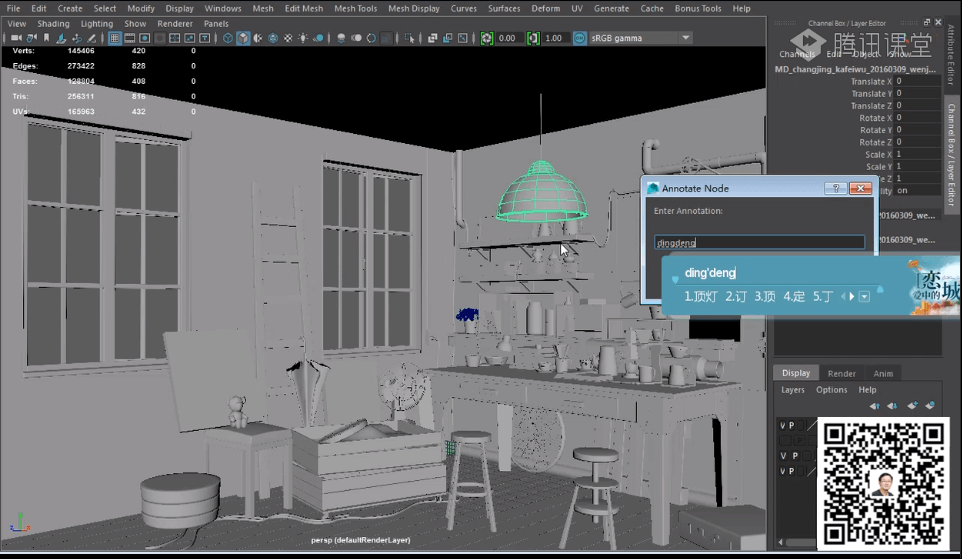 File Edit Create Select Modify Display Windows Mesh Edit Mesh Mesh Tools Mesh Display Curves Surfaces Deform UV Generate Cache Bonus Tools Help
View Shading Lighting Show Renderer Panels
0.00 1.00 sRGB gamma
Verts: 145406 420 0
Edges: 273422 828 0
Faces: 128804 408 0
Tris: 256311 816 0
UVs: 165963 432 0
Channel Box / Layer Editor
腾讯课堂
Channels Edit Object Show
MD_changjing_kafeiwu_20160309_wenj...
Translate X 0
Translate Y 0
Translate Z 0
Rotate X 0
Rotate Y 0
Rotate Z 0
Scale X 1
Scale Y 1
Z 1
on
Attribute Editor
Channel Box / Layer Editor
Annotate Node
Enter Annotation:
dingdeng
20160309_we...
20160309_we...
ding'deng
1.顶灯 2.订 3.顶 4.定 5.丁
恋
中的城
Display Render Anim
Layers Options Help
V P
V P
V P
persp (defaultRenderLayer)